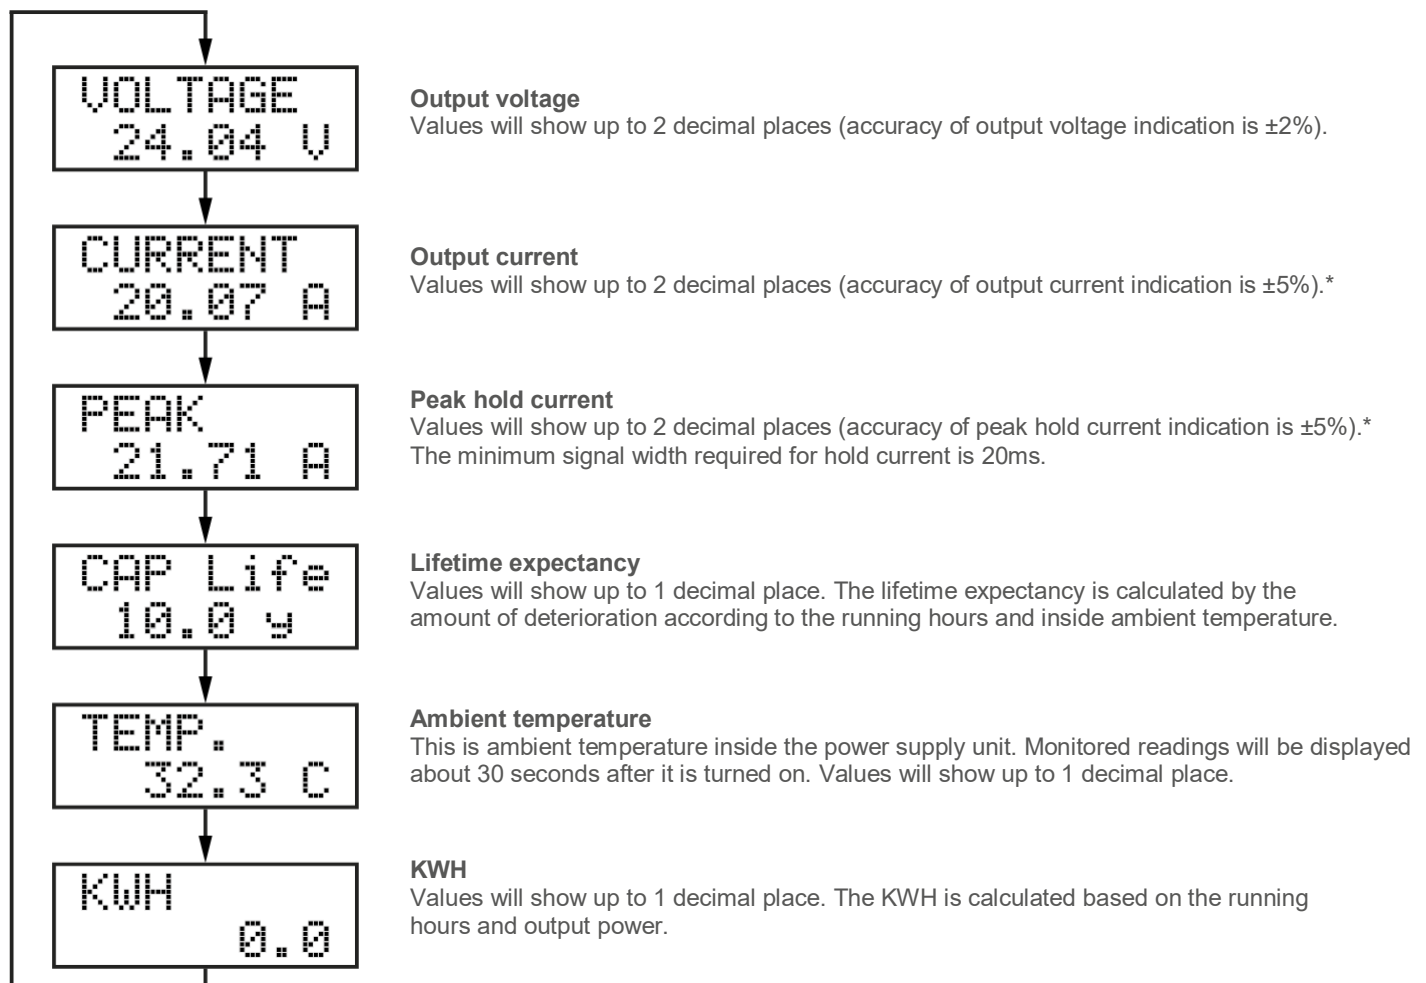 VOLTAGE
24.04 V
Output voltage
Values will show up to 2 decimal places (accuracy of output voltage indication is ±2%).
CURRENT
20.07 A
Output current
Values will show up to 2 decimal places (accuracy of output current indication is ±5%).*
PEAK
21.71 A
Peak hold current
Values will show up to 2 decimal places (accuracy of peak hold current indication is ±5%).*
The minimum signal width required for hold current is 20ms.
CAP Life
10.0 y
Lifetime expectancy
Values will show up to 1 decimal place. The lifetime expectancy is calculated by the
amount of deterioration according to the running hours and inside ambient temperature.
TEMP.
32.3 C
Ambient temperature
This is ambient temperature inside the power supply unit. Monitored readings will be displayed
about 30 seconds after it is turned on. Values will show up to 1 decimal place.
KWH
0.0
KWH
Values will show up to 1 decimal place. The KWH is calculated based on the running
hours and output power.